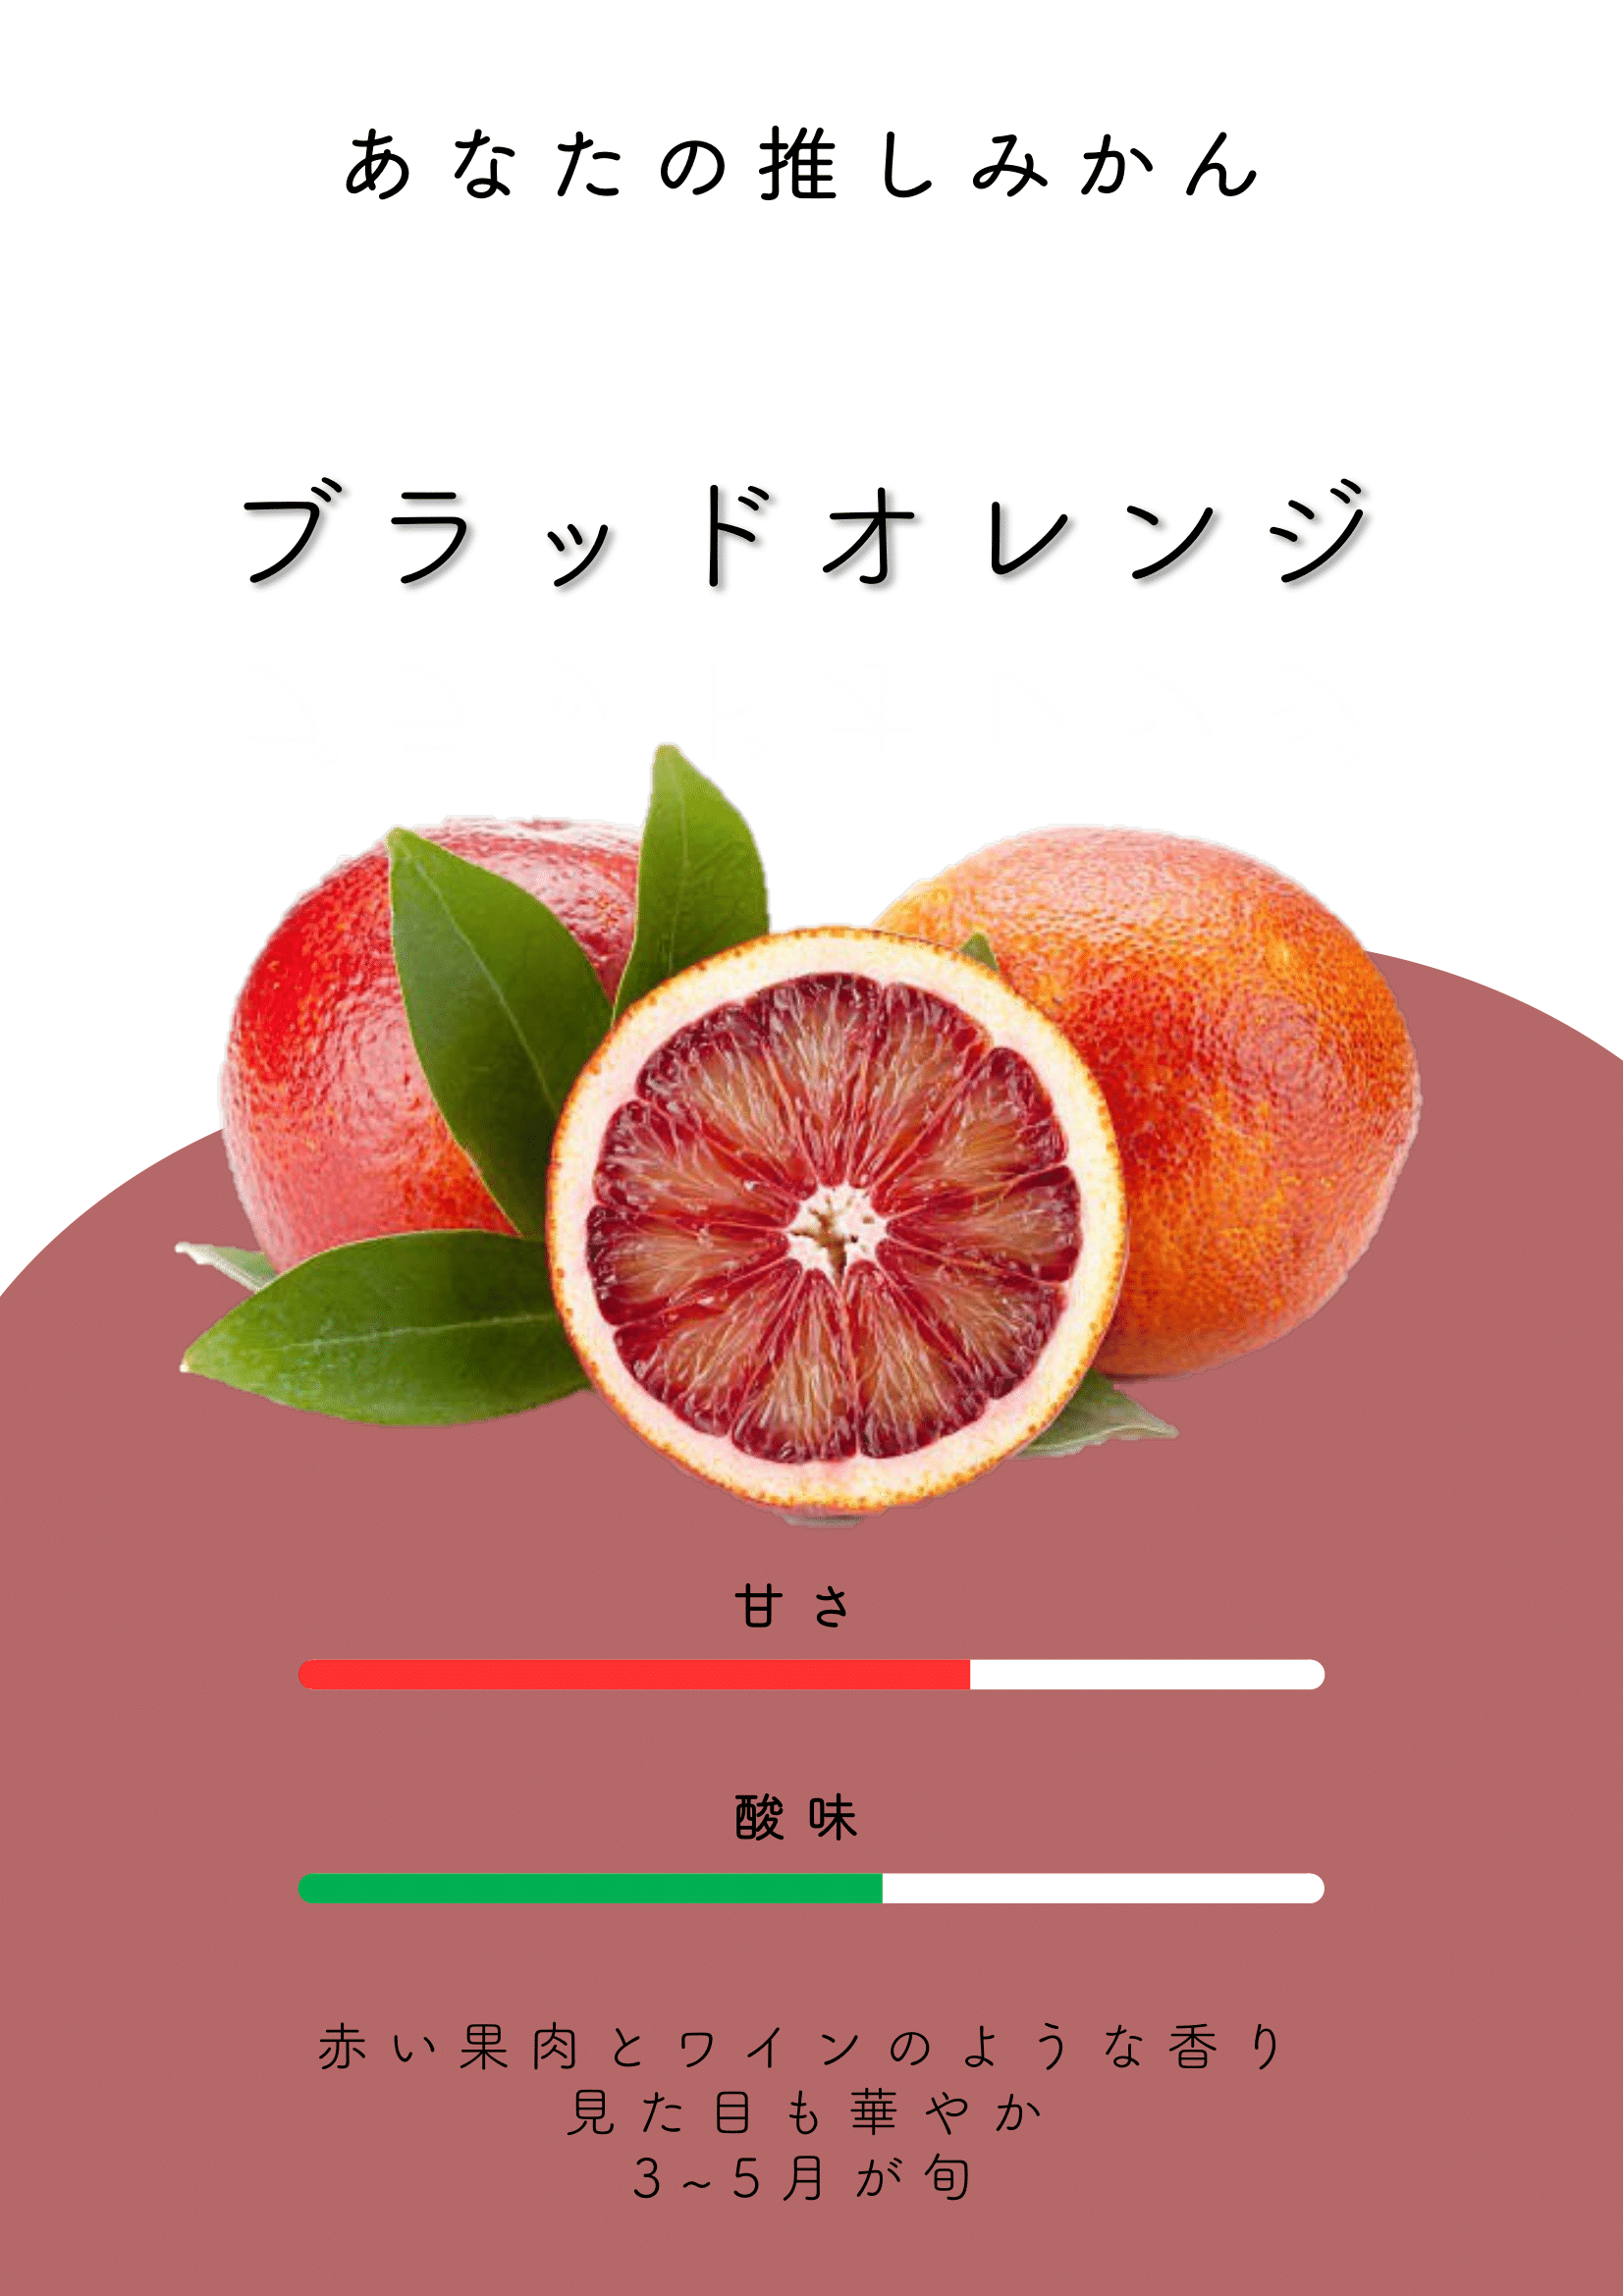 あなたの推しみかん
ブラッドオレンジ
甘さ
酸味
赤い果肉とワインのような香り
見た目も華やか
3~5月が旬